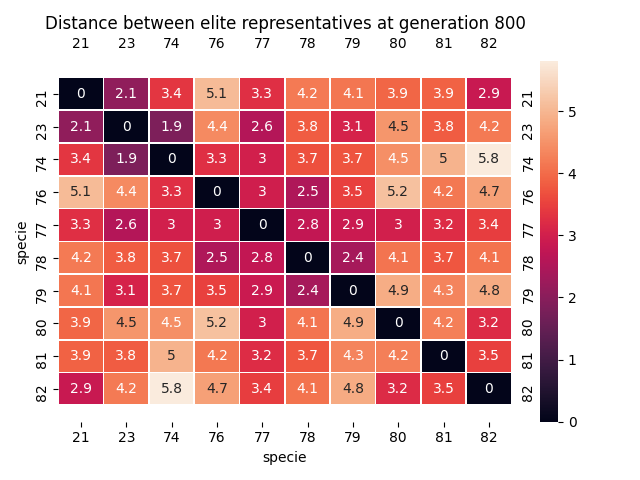 Distance between elite representatives at generation 800
21 23 74 76 77 78 79 80 81 82
21 0 2.1 3.4 5.1 3.3 4.2 4.1 3.9 3.9 2.9 21
23 2.1 0 1.9 4.4 2.6 3.8 3.1 4.5 3.8 4.2 23
74 3.4 1.9 0 3.3 3 3.7 3.7 4.5 5 5.8 74
76 5.1 4.4 3.3 0 3 2.5 3.5 5.2 4.2 4.7 76
77 3.3 2.6 3 3 0 2.8 2.9 3 3.2 3.4 77
78 4.2 3.8 3.7 2.5 2.8 0 2.4 4.1 3.7 4.1 78
79 4.1 3.1 3.7 3.5 2.9 2.4 0 4.9 4.3 4.8 79
80 3.9 4.5 4.5 5.2 3 4.1 4.9 0 4.2 3.2 80
81 3.9 3.8 5 4.2 3.2 3.7 4.3 4.2 0 3.5 81
82 2.9 4.2 5.8 4.7 3.4 4.1 4.8 3.2 3.5 0 82
21 23 74 76 77 78 79 80 81 82
specie
specie
5
4
3
2
1
0